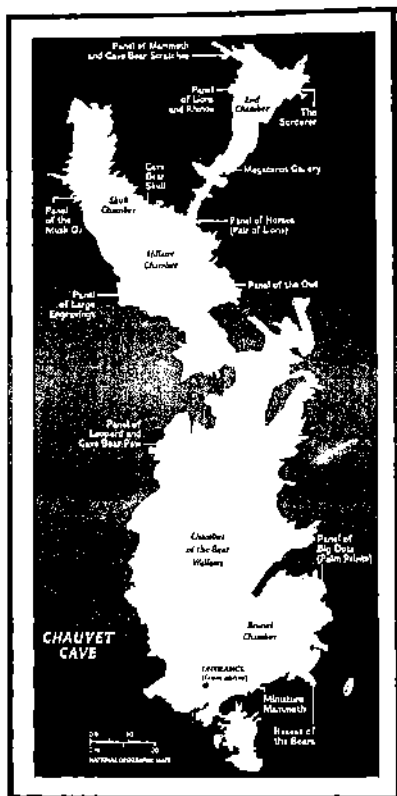 Panel of Mammoth
and Cave Bear Scratches
Panel
of Lions
and Rhinos
End
Chamber
The
Sorcerer
Cave
Bear
Skull
Megaceros Gallery
Panel
of the
Musk Ox
Skull
Chamber
Panel of Horses
(Pair of Lions)
Hillaire
Chamber
Panel of the Owl
Panel
of Large
Engravings
Panel of
Leopard and
Cave Bear Paw
Chamber
of the Bear
Wallows
Panel of
Big Dots
(Palm Prints)
CHAUVET
CAVE
Brunel
Chamber
ENTRANCE
(from above)
Miniature
Mammoth
Recess of
the Bears
NATIONAL GEOGRAPHIC MAPS